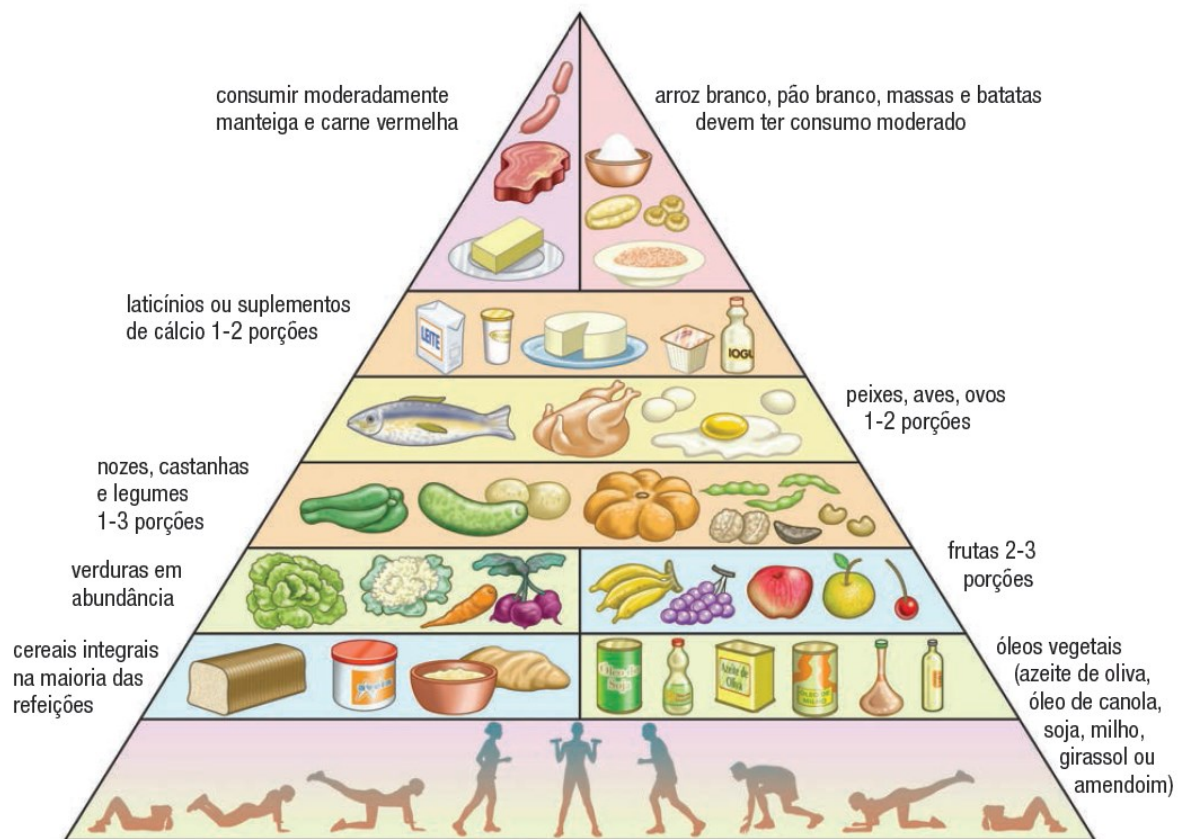 consumir moderadamente
manteiga e carne vermelha
arroz branco, pão branco, massas e batatas
devem ter consumo moderado
laticínios ou suplementos
de cálcio 1-2 porções
LEITE
IOGU
peixes, aves, ovos
1-2 porções
nozes, castanhas
e legumes
1-3 porções
verduras em
abundância
frutas 2-3
porções
cereais integrais
na maioria das
refeições
Óleo de
Soja
Azeite de
Oliva
óleos vegetais
(azeite de oliva,
óleo de canola,
soja, milho,
girassol ou
amendoim)